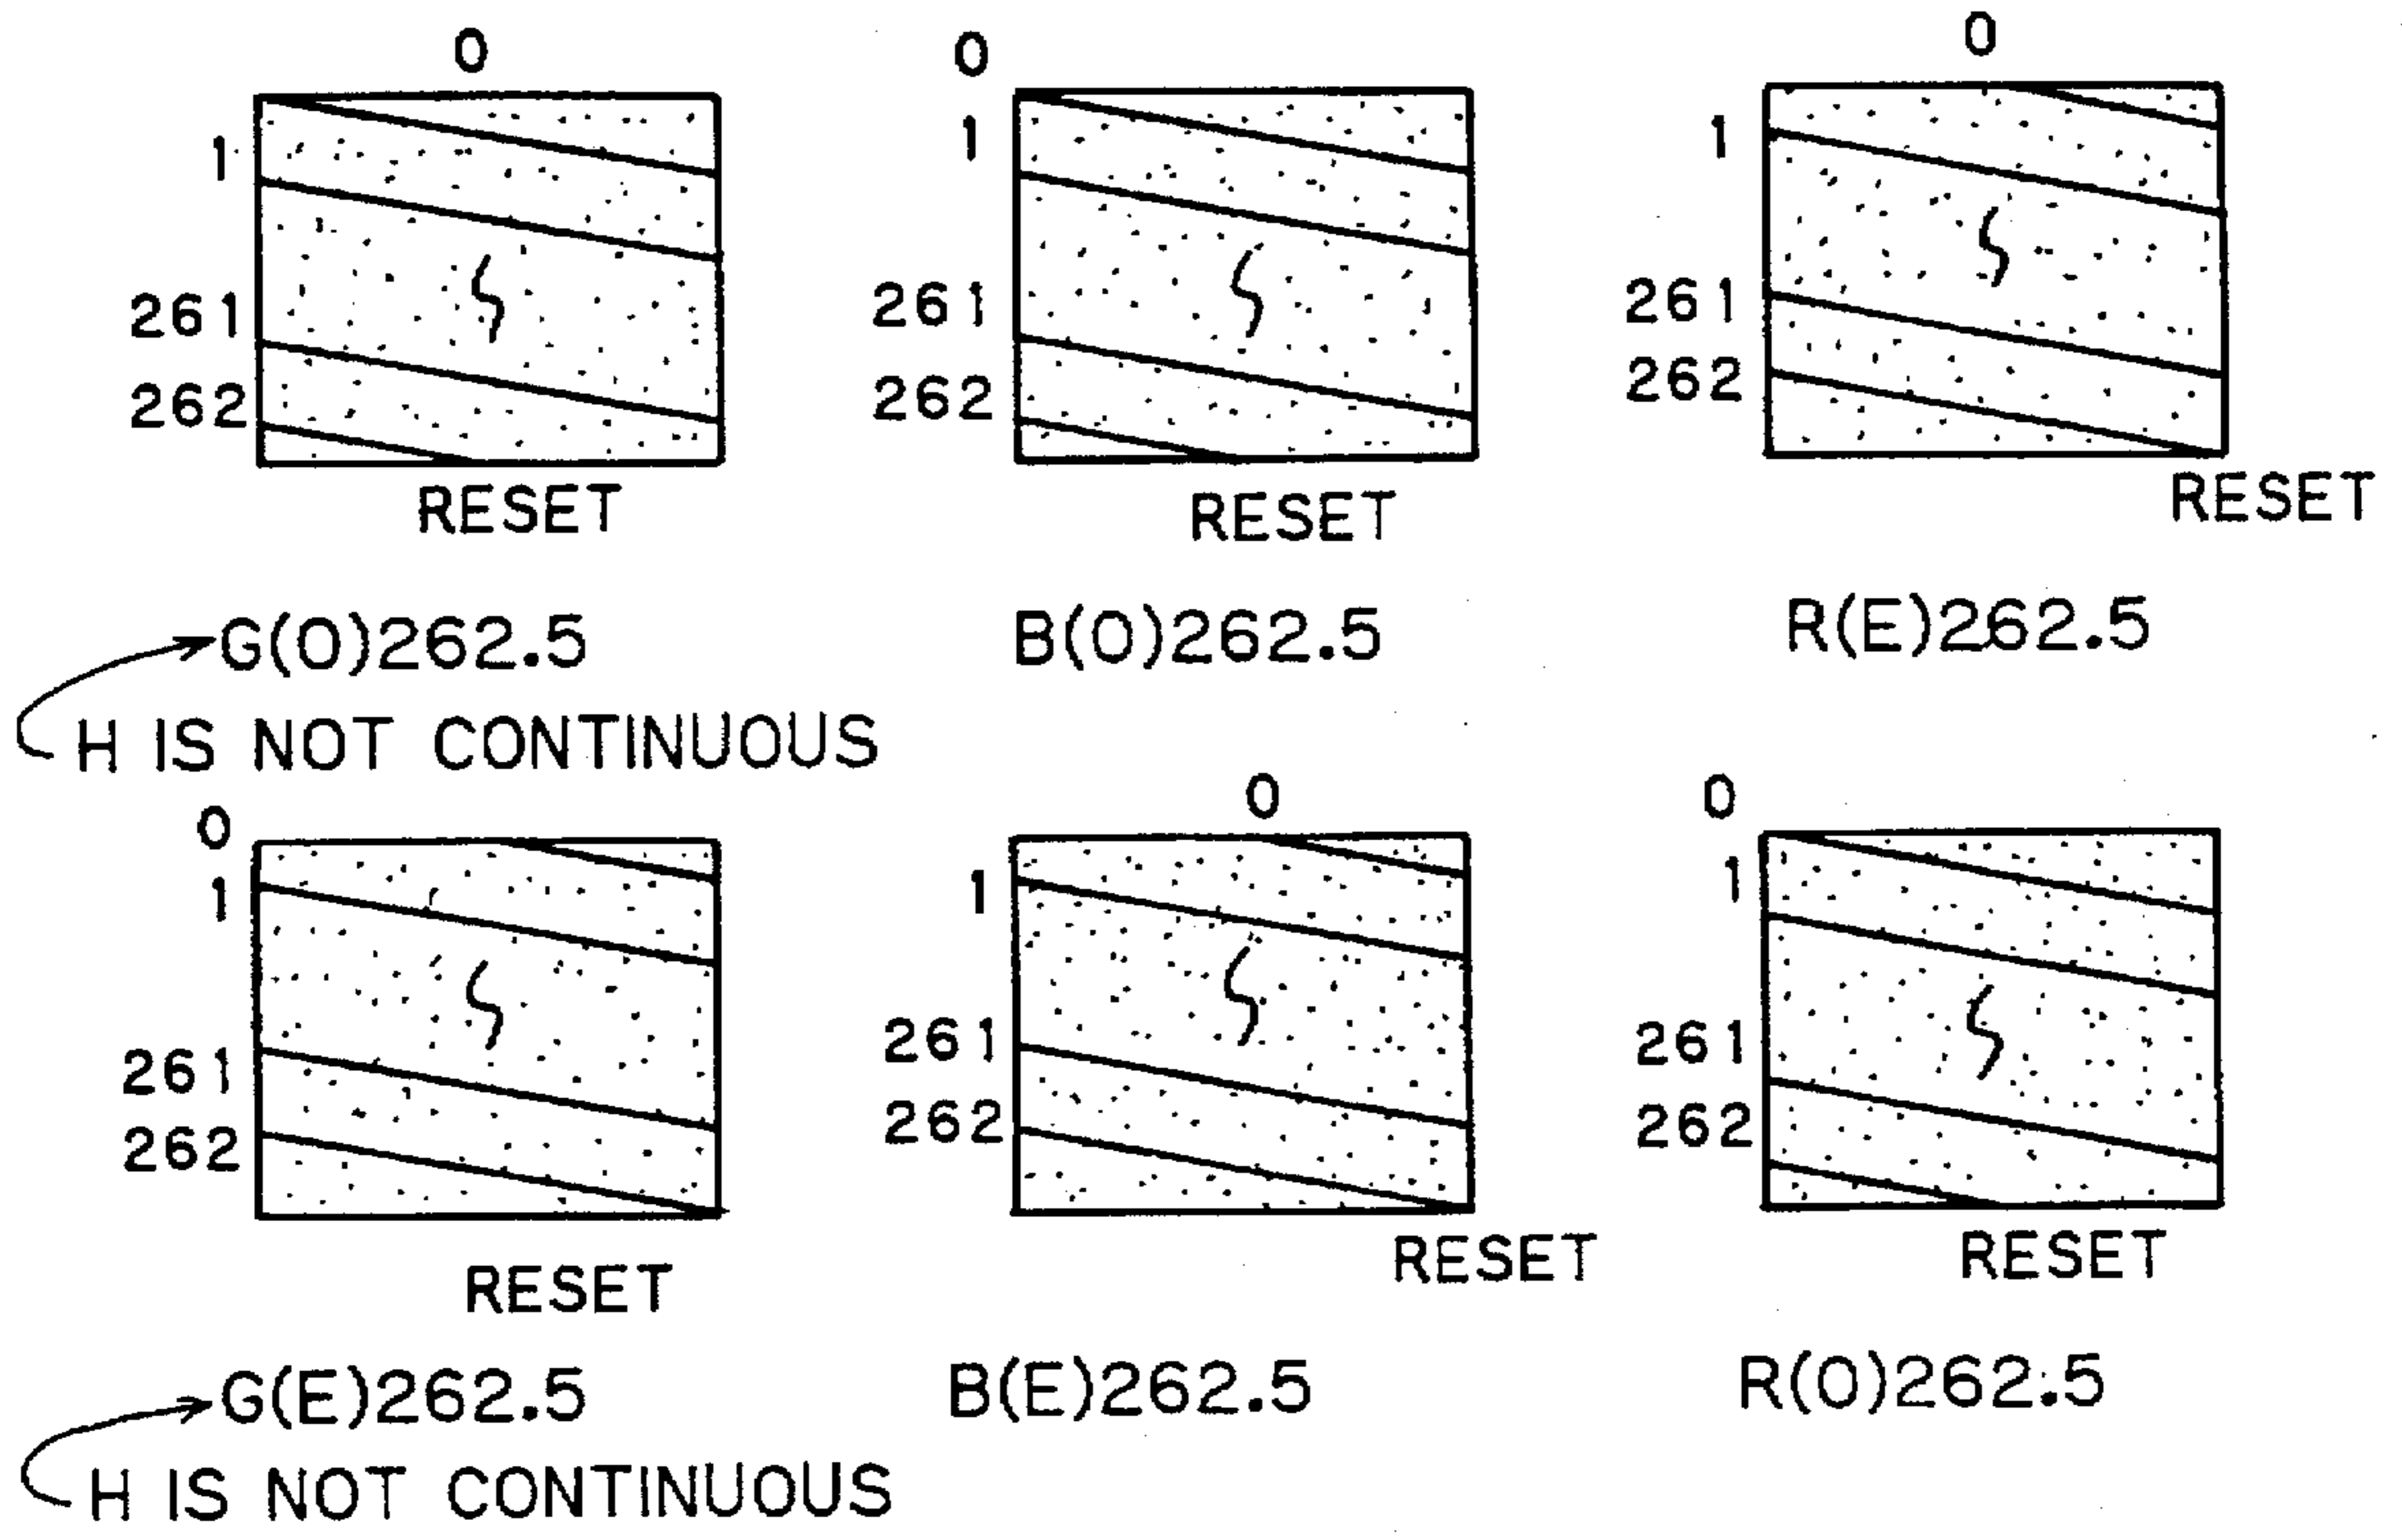 0 0 0
1 1 1
261 261 261
262 262 262
RESET RESET RESET
G(O)262.5 B(O)262.5 R(E)262.5
H IS NOT CONTINUOUS
0 0 0
1 1 1
261 261 261
262 262 262
RESET RESET RESET
G(E)262.5 B(E)262.5 R(O)262.5
H IS NOT CONTINUOUS